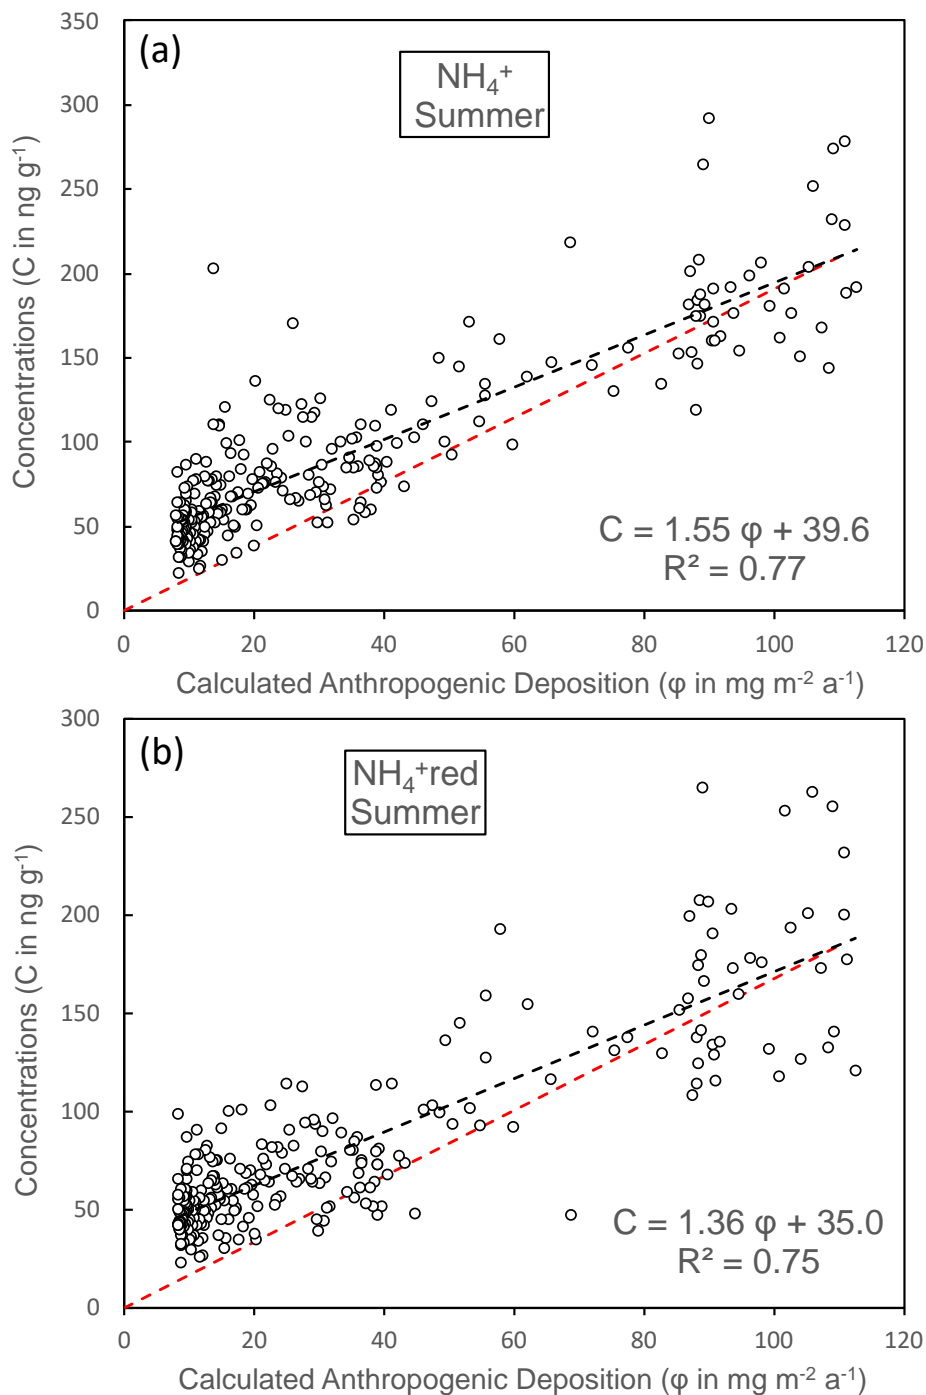 (a)
NH₄⁺
Summer
350
300
250
200
150
100
50
0
Concentrations (C in ng g⁻¹)
C = 1.55 φ + 39.6
R² = 0.77
0 20 40 60 80 100 120
Calculated Anthropogenic Deposition (φ in mg m⁻² a⁻¹)
(b)
NH₄⁺red
Summer
300
250
200
150
100
50
0
Concentrations (C in ng g⁻¹)
C = 1.36 φ + 35.0
R² = 0.75
0 20 40 60 80 100 120
Calculated Anthropogenic Deposition (φ in mg m⁻² a⁻¹)